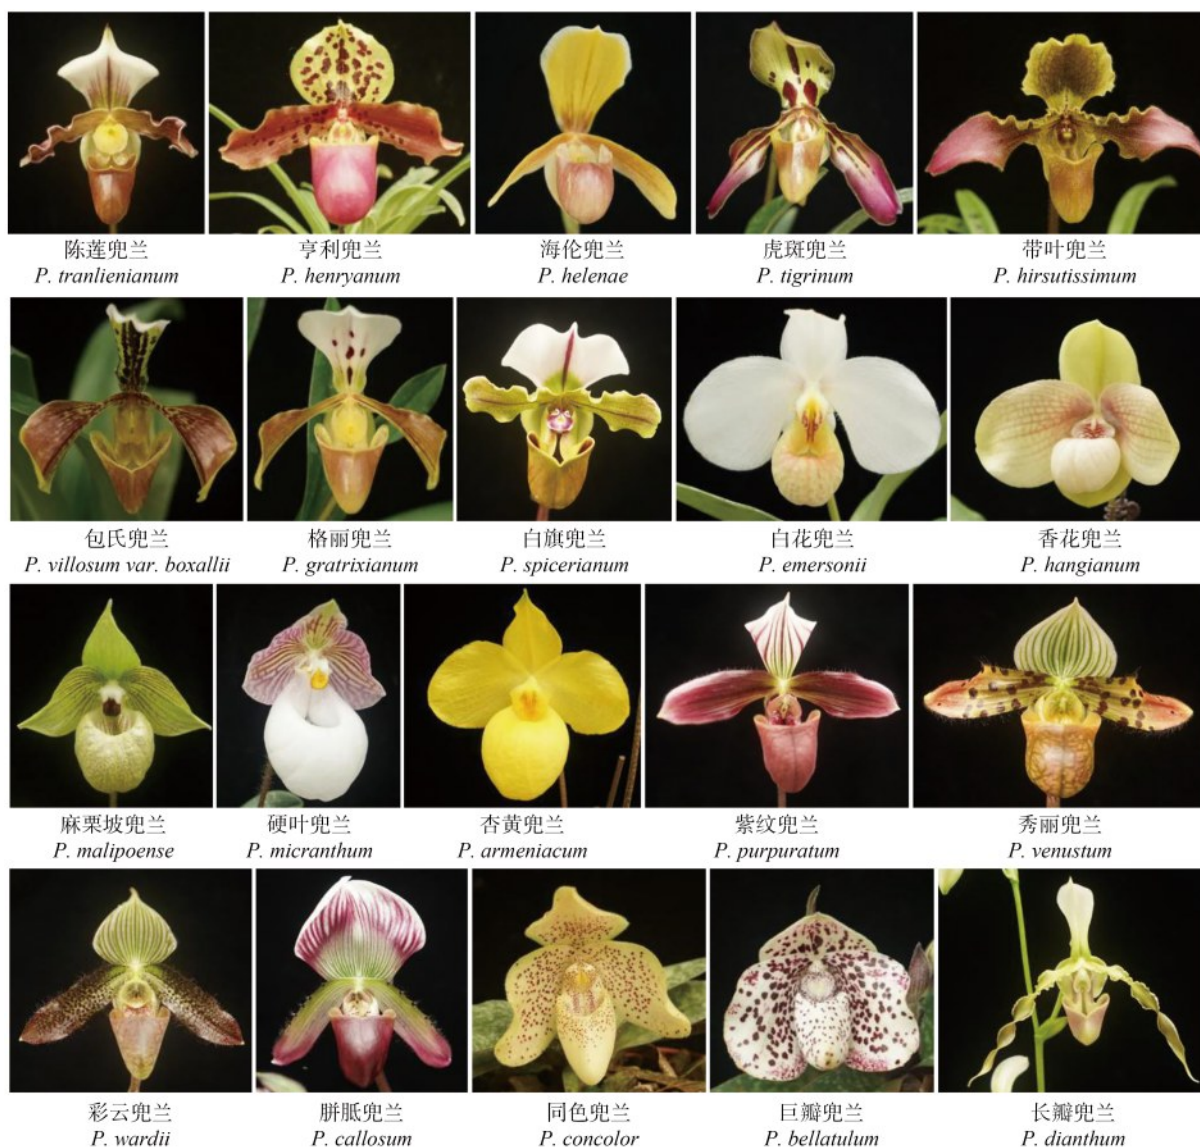 陈莲兜兰 亨利兜兰 海伦兜兰 虎斑兜兰 带叶兜兰
P. tranlienianum P. henryanum P. helenae P. tigrinum P. hirsutissimum
包氏兜兰 格丽兜兰 白旗兜兰 白花兜兰 香花兜兰
P. villosum var. boxallii P. gratrixianum P. spicerianum P. emersonii P. hangianum
麻栗坡兜兰 硬叶兜兰 杏黄兜兰 紫纹兜兰 秀丽兜兰
P. malipoense P. micranthum P. armeniacum P. purpuratum P. venustum
彩云兜兰 胼胝兜兰 同色兜兰 巨瓣兜兰 长瓣兜兰
P. wardii P. callosum P. concolor P. bellatulum P. dianthum